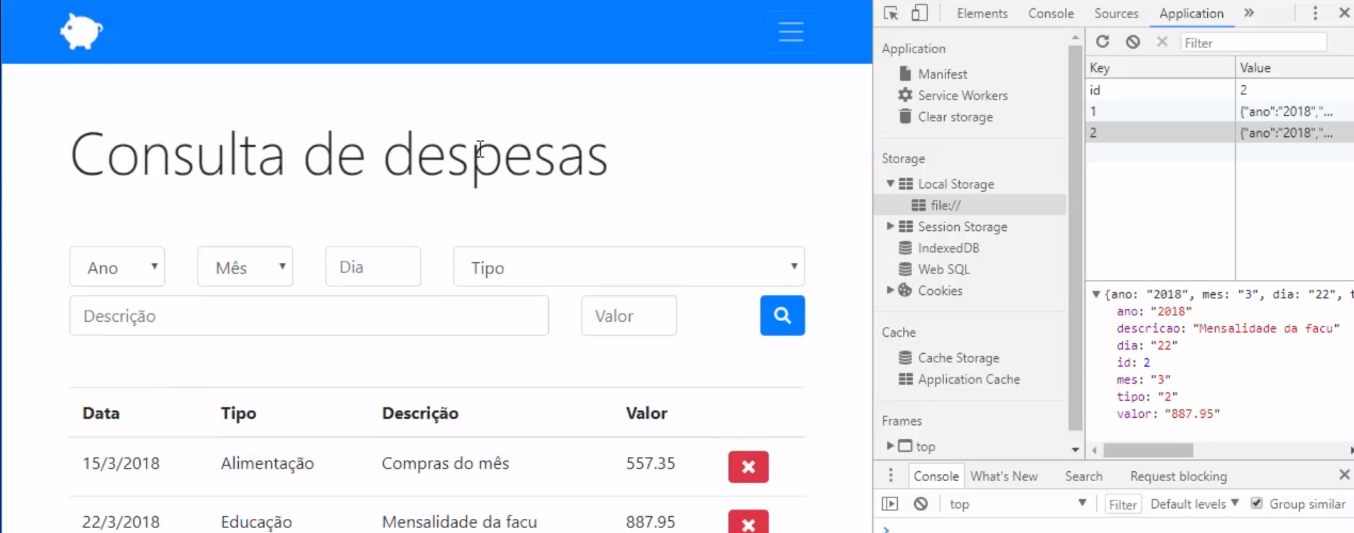 Consulta de despesas
Ano Mês Dia Tipo
Descrição Valor
Data Tipo Descrição Valor
15/3/2018 Alimentação Compras do mês 557.35
22/3/2018 Educação Mensalidade da facu 887.95
Elements Console Sources Application »
Application
Manifest
Service Workers
Clear storage
Storage
Local Storage
file://
Session Storage
IndexedDB
Web SQL
Cookies
Cache
Cache Storage
Application Cache
Frames
top
Filter
Key Value
id 2
1 {"ano":"2018","...
2 {"ano":"2018","...
{ano: "2018", mes: "3", dia: "22", t
ano: "2018"
descricao: "Mensalidade da facu"
dia: "22"
id: 2
mes: "3"
tipo: "2"
valor: "887.95"
Console What's New Search Request blocking
top Filter Default levels Group similar